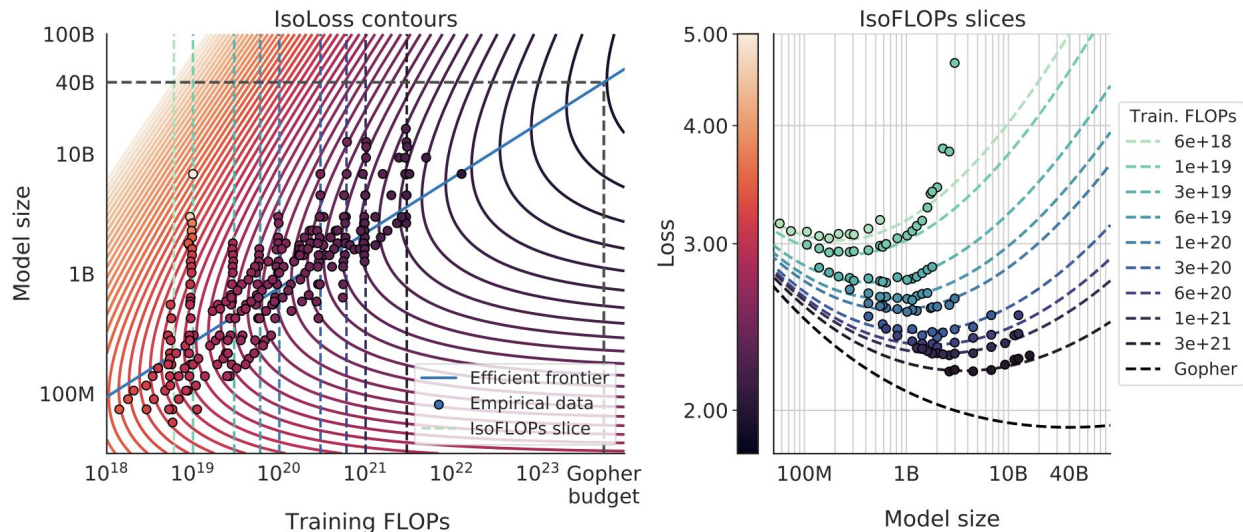 IsoLoss contours
100B
40B
10B
1B
100M
Model size
10^18
10^19
10^20
10^21
10^22
10^23
Gopher
budget
Training FLOPs
Efficient frontier
Empirical data
IsoFLOPs slice
IsoFLOPs slices
5.00
4.00
3.00
2.00
Loss
100M
1B
10B
40B
Model size
Train. FLOPs
6e+18
1e+19
3e+19
6e+19
1e+20
3e+20
6e+20
1e+21
3e+21
Gopher